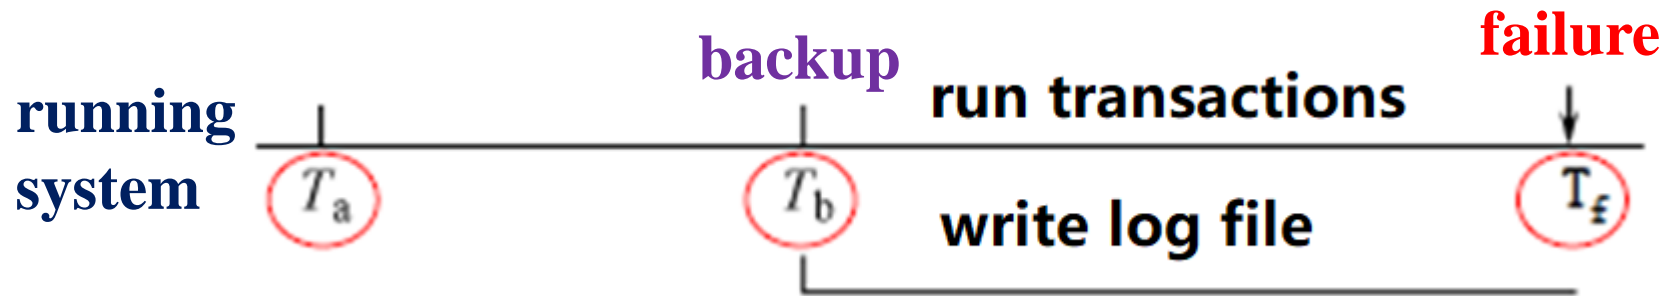 failure
backup
run transactions
running
system
Ta
Tb
Tf
write log file